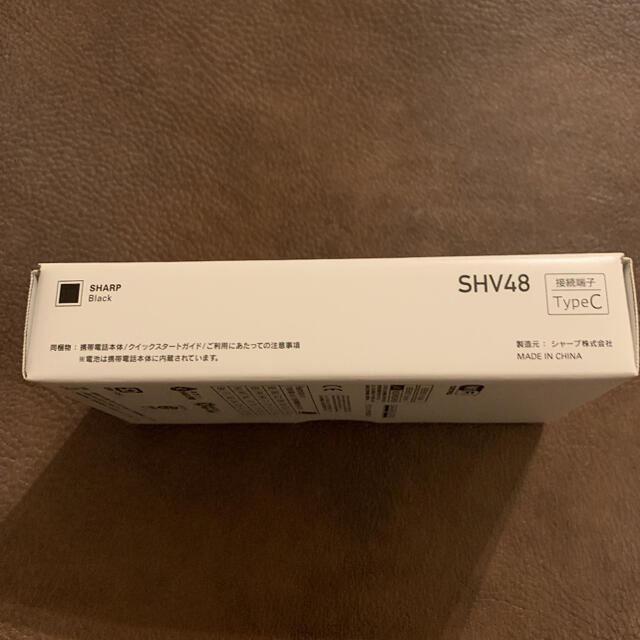 SHARP
Black
SHV48
接続端子
TypeC
同梱物：携帯電話本体/クイックスタートガイド/ご利用にあたっての注意事項
※電池は携帯電話本体に内蔵されています。
製造元：シャープ株式会社
MADE IN CHINA